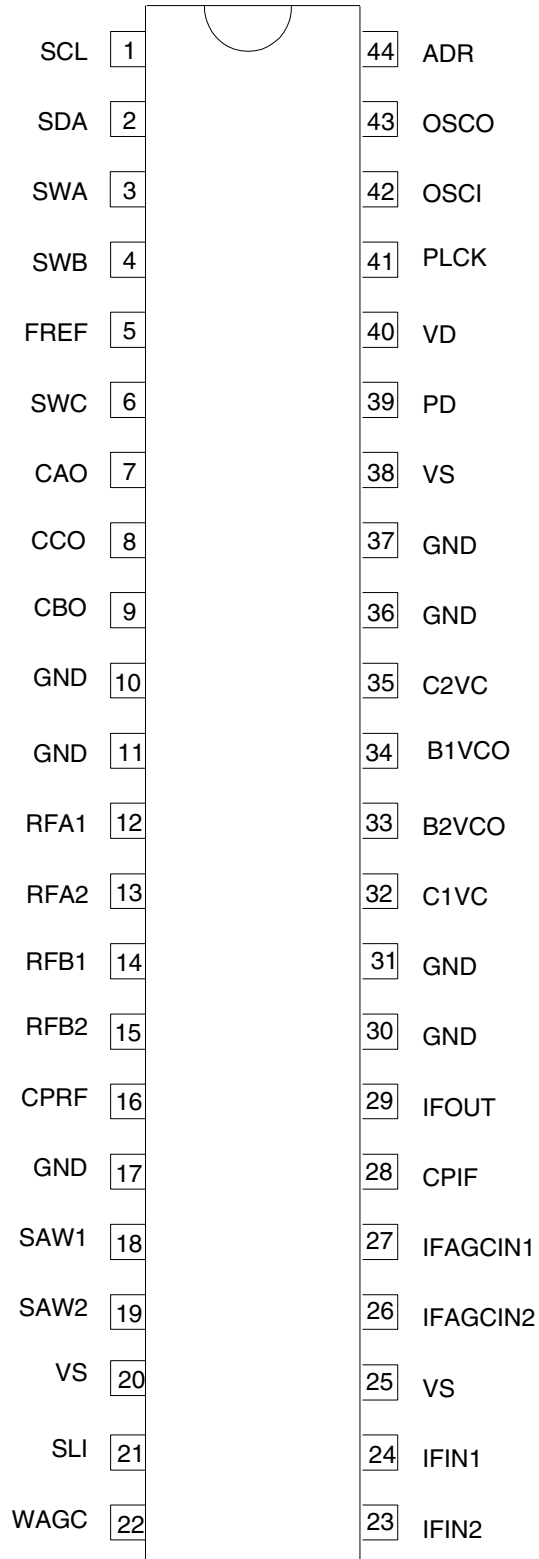 SCL 1 44 ADR
SDA 2 43 OSCO
SWA 3 42 OSCI
SWB 4 41 PLCK
FREF 5 40 VD
SWC 6 39 PD
CAO 7 38 VS
CCO 8 37 GND
CBO 9 36 GND
GND 10 35 C2VC
GND 11 34 B1VCO
RFA1 12 33 B2VCO
RFA2 13 32 C1VC
RFB1 14 31 GND
RFB2 15 30 GND
CPRF 16 29 IFOUT
GND 17 28 CPIF
SAW1 18 27 IFAGCIN1
SAW2 19 26 IFAGCIN2
VS 20 25 VS
SLI 21 24 IFIN1
WAGC 22 23 IFIN2